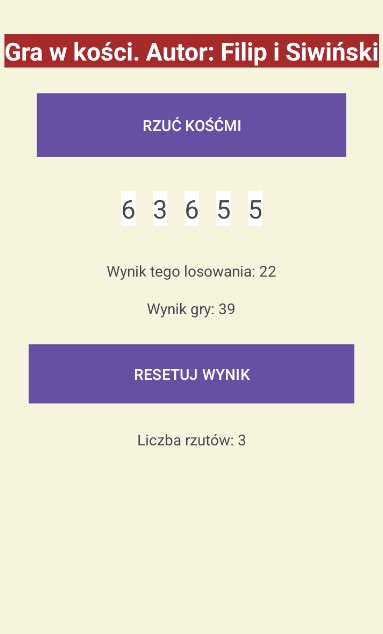 Gra w kości. Autor: Filip i Siwiński
RZUĆ KOŚĆMI
6 3 6 5 5
Wynik tego losowania: 22
Wynik gry: 39
RESETUJ WYNIK
Liczba rzutów: 3